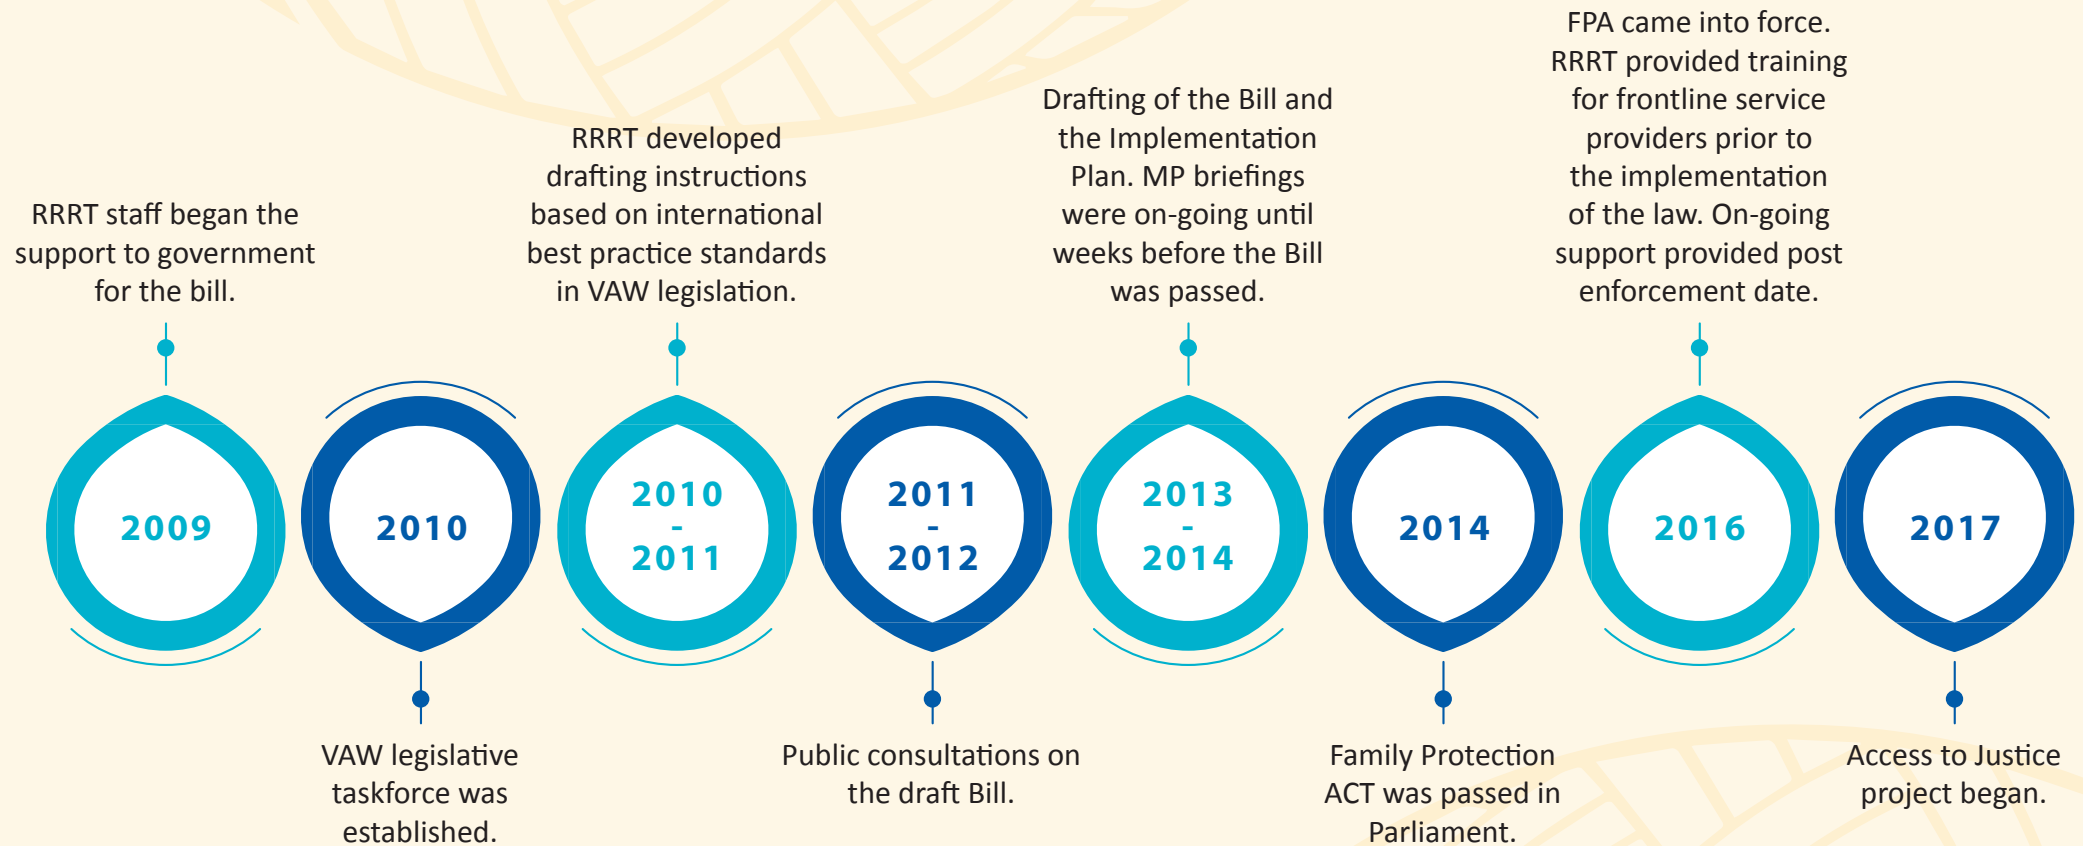 RRRT staff began the
support to government
for the bill.
2009
2010
VAW legislative
taskforce was
established.
RRRT developed
drafting instructions
based on international
best practice standards
in VAW legislation.
2010
-
2011
2011
-
2012
Public consultations on
the draft Bill.
Drafting of the Bill and
the Implementation
Plan. MP briefings
were on-going until
weeks before the Bill
was passed.
2013
-
2014
2014
Family Protection
ACT was passed in
Parliament.
FPA came into force.
RRRT provided training
for frontline service
providers prior to
the implementation
of the law. On-going
support provided post
enforcement date.
2016
2017
Access to Justice
project began.